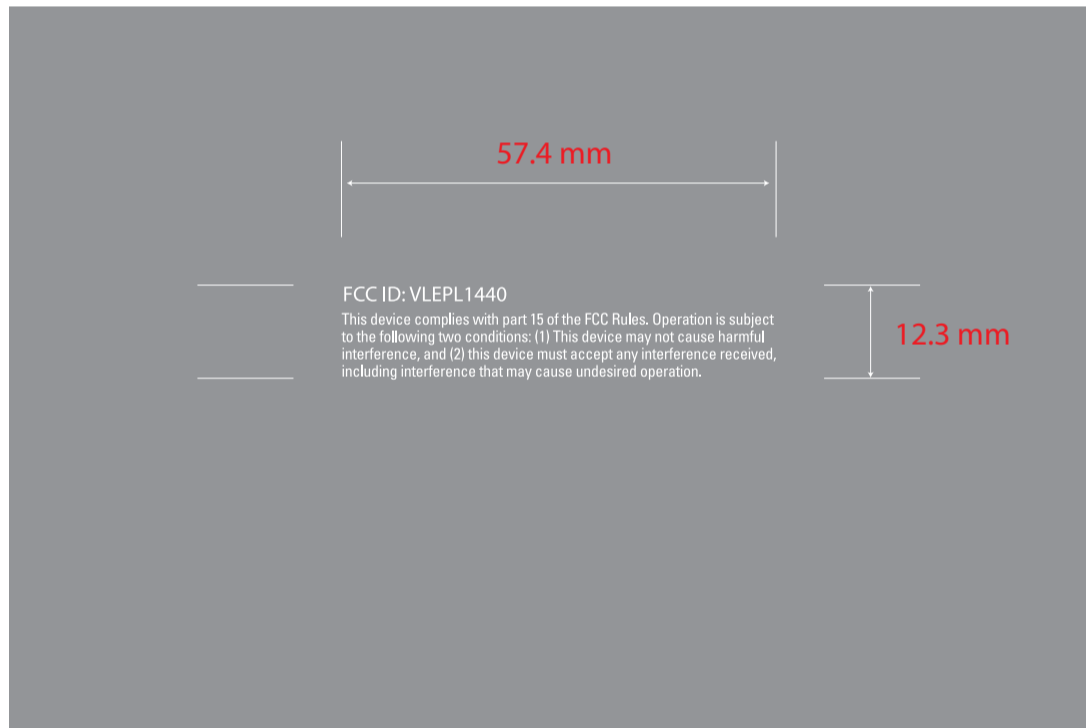 57.4 mm
FCC ID: VLEPL1440
This device complies with part 15 of the FCC Rules. Operation is subject
to the following two conditions: (1) This device may not cause harmful
interference, and (2) this device must accept any interference received,
including interference that may cause undesired operation.
12.3 mm